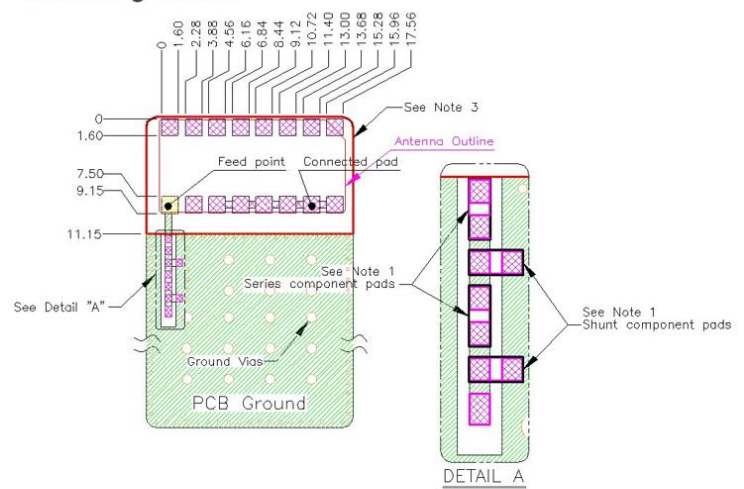 0
1.60
2.28
3.88
4.56
6.16
6.84
8.44
9.12
10.72
11.40
13.00
13.68
15.28
15.96
17.56
0
1.60
7.50
9.15
11.15
See Note 3
Antenna Outline
Feed point
Connected pad
See Note 1
Series component pads
See Detail "A"
See Note 1
Shunt component pads
Ground Vias
PCB Ground
DETAIL A